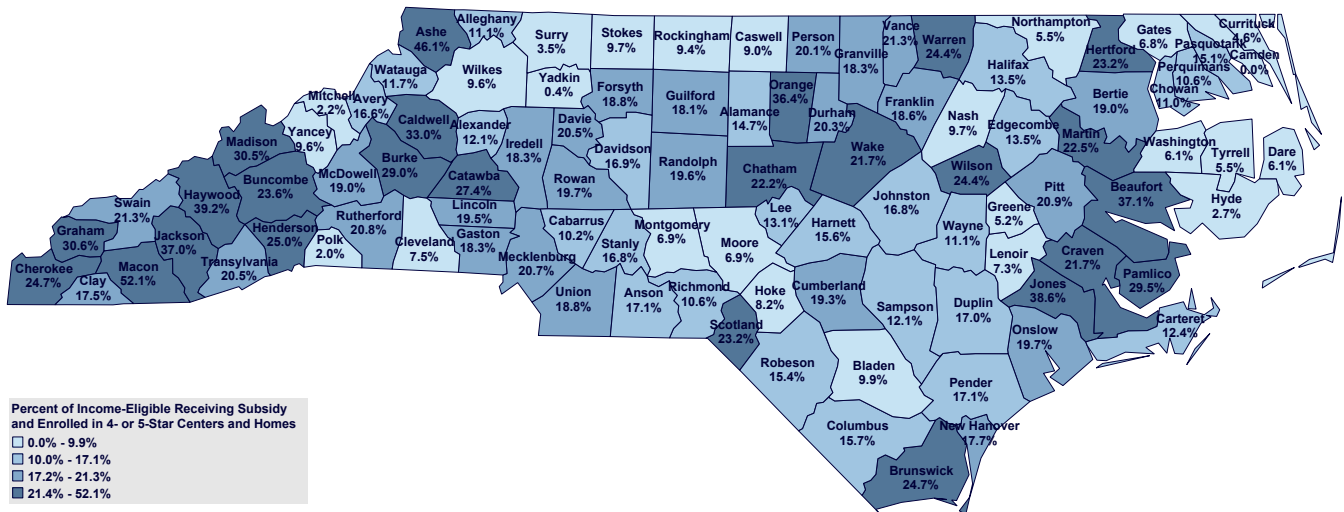 Ashe
46.1%
Alleghany
11.1%
Surry
3.5%
Stokes
9.7%
Rockingham
9.4%
Caswell
9.0%
Person
20.1%
Granville
18.3%
Vance
21.3%
Warren
24.4%
Northampton
5.5%
Hertford
23.2%
Gates
6.8%
Currituck
4.6%
Pasquotank
15.1%
Camden
0.0%
Perquimans
10.6%
Chowan
11.0%
Halifax
13.5%
Bertie
19.0%
Watauga
11.7%
Wilkes
9.6%
Yadkin
0.4%
Forsyth
18.8%
Guilford
18.1%
Alamance
14.7%
Orange
36.4%
Durham
20.3%
Franklin
18.6%
Nash
9.7%
Edgecombe
13.5%
Martin
22.5%
Washington
6.1%
Tyrrell
5.5%
Dare
6.1%
Mitchell
2.2%
Avery
16.6%
Caldwell
33.0%
Alexander
12.1%
Iredell
18.3%
Davie
20.5%
Davidson
16.9%
Randolph
19.6%
Chatham
22.2%
Wake
21.7%
Wilson
24.4%
Pitt
20.9%
Beaufort
37.1%
Hyde
2.7%
Madison
30.5%
Yancey
9.6%
Burke
29.0%
McDowell
19.0%
Catawba
27.4%
Rowan
19.7%
Buncombe
23.6%
Haywood
39.2%
Swain
21.3%
Graham
30.6%
Jackson
37.0%
Henderson
25.0%
Rutherford
20.8%
Polk
2.0%
Cleveland
7.5%
Lincoln
19.5%
Gaston
18.3%
Mecklenburg
20.7%
Cabarrus
10.2%
Stanly
16.8%
Montgomery
6.9%
Moore
6.9%
Lee
13.1%
Harnett
15.6%
Johnston
16.8%
Wayne
11.1%
Greene
5.2%
Lenoir
7.3%
Craven
21.7%
Pamlico
29.5%
Jones
38.6%
Carteret
12.4%
Cherokee
24.7%
Clay
17.5%
Macon
52.1%
Transylvania
20.5%
Union
18.8%
Anson
17.1%
Richmond
10.6%
Scotland
23.2%
Hoke
8.2%
Cumberland
19.3%
Sampson
12.1%
Duplin
17.0%
Onslow
19.7%
Robeson
15.4%
Bladen
9.9%
Pender
17.1%
Columbus
15.7%
New Hanover
17.7%
Brunswick
24.7%
Percent of Income-Eligible Receiving Subsidy
and Enrolled in 4- or 5-Star Centers and Homes
0.0% - 9.9%
10.0% - 17.1%
17.2% - 21.3%
21.4% - 52.1%